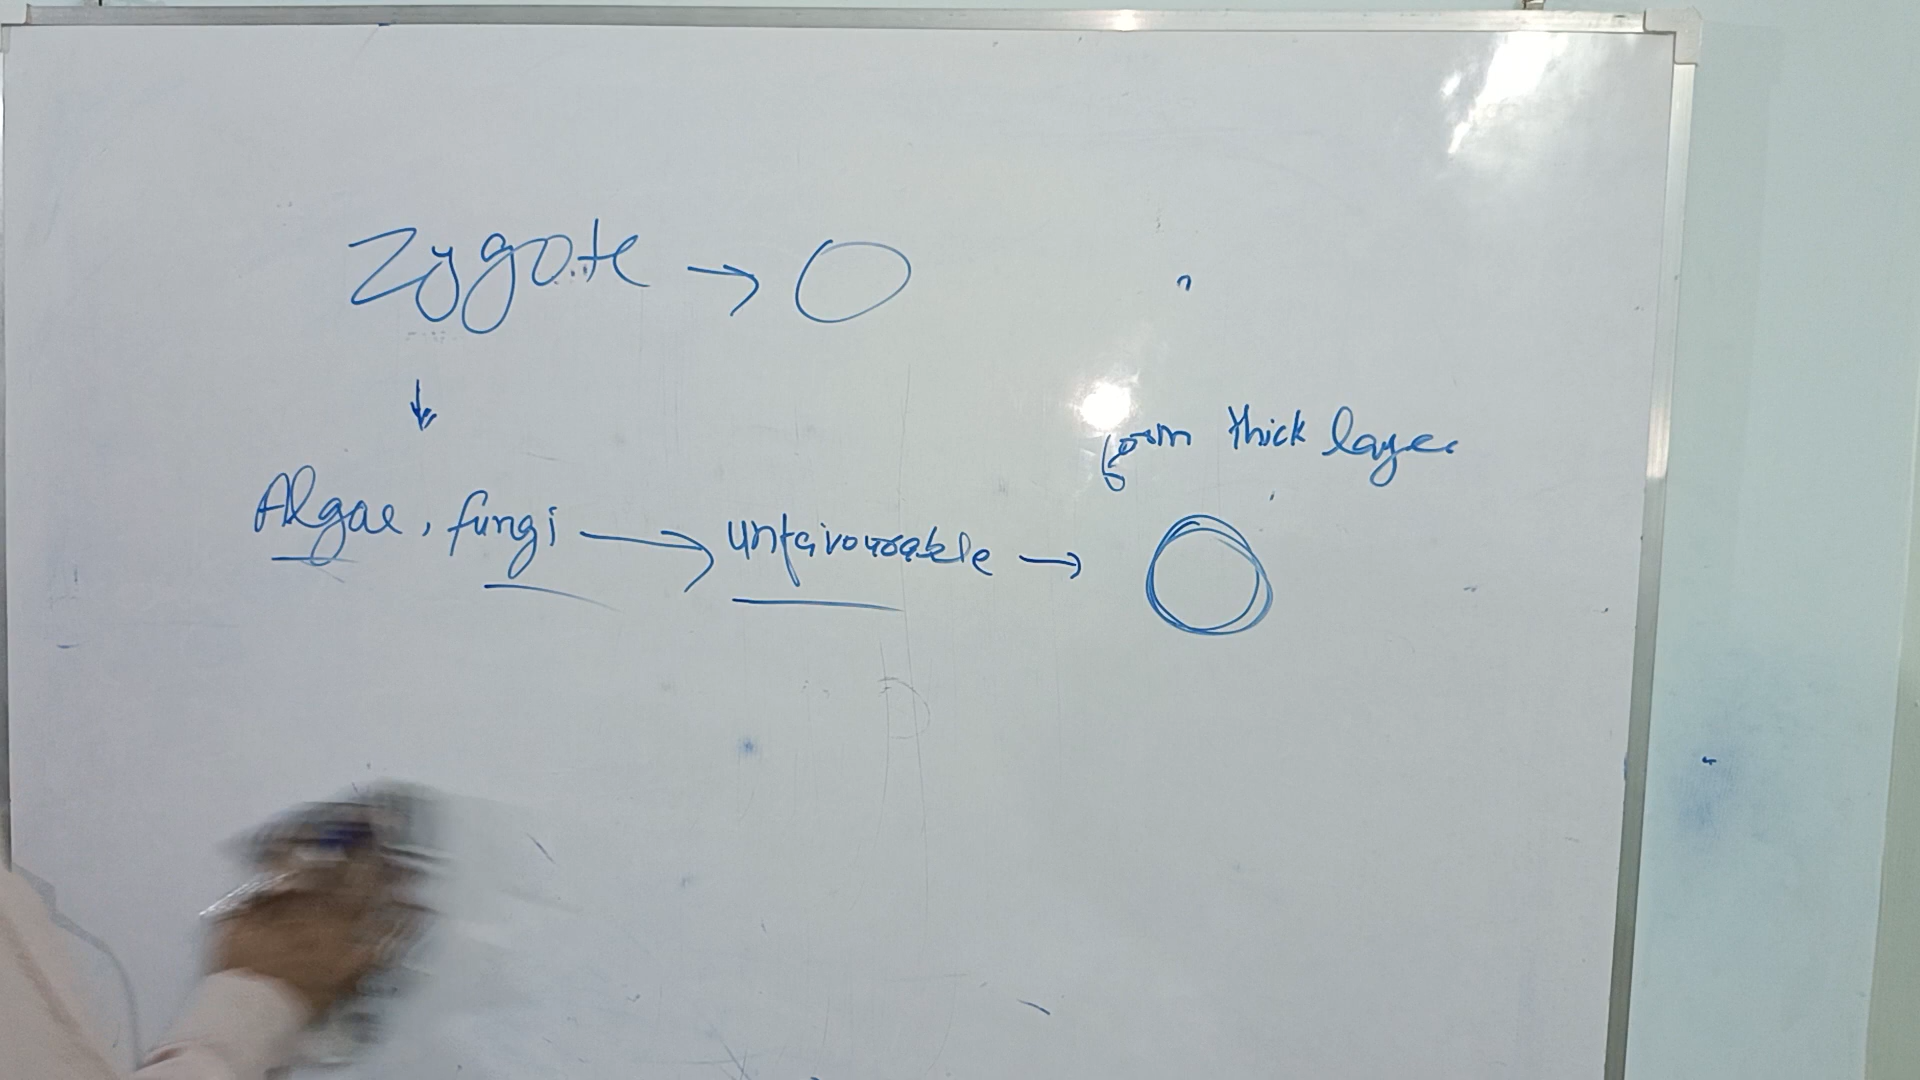 Zygote →
↓
form thick layer
Algae, fungi → unfavourable →